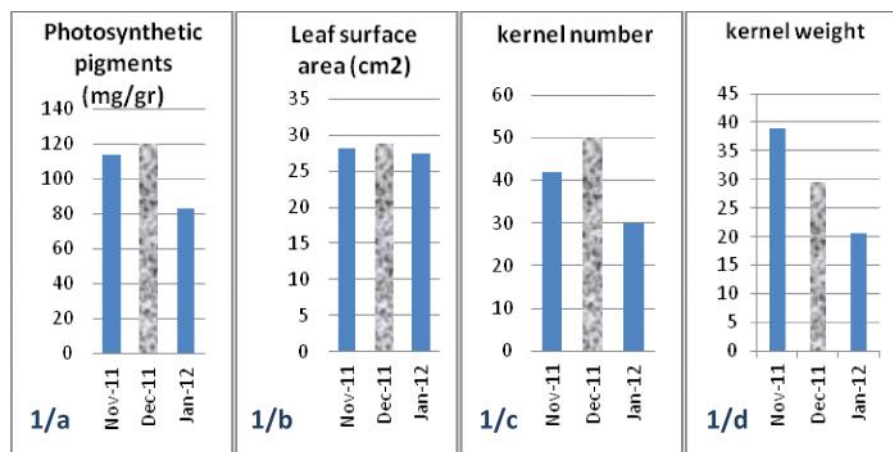 Photosynthetic
pigments
(mg/gr)
140
120
100
80
60
40
20
0
Nov-11
Dec-11
Jan-12
1/a
Leaf surface
area (cm2)
35
30
25
20
15
10
5
0
Nov-11
Dec-11
Jan-12
1/b
kernel number
60
50
40
30
20
10
0
Nov-11
Dec-11
Jan-12
1/c
kernel weight
45
40
35
30
25
20
15
10
5
0
Nov-11
Dec-11
Jan-12
1/d